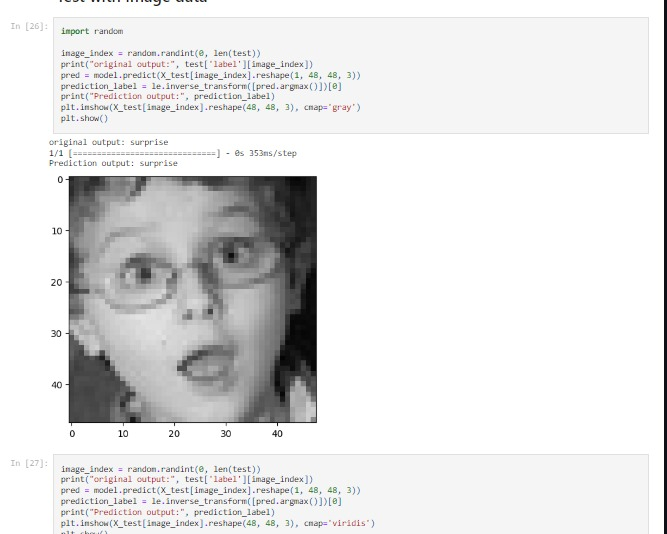 Test with image data
In [26]:
import random
image_index = random.randint(0, len(test))
print("original output:", test['label'][image_index])
pred = model.predict(X_test[image_index].reshape(1, 48, 48, 3))
prediction_label = le.inverse_transform([pred.argmax()])[0]
print("Prediction output:", prediction_label)
plt.imshow(X_test[image_index].reshape(48, 48, 3), cmap='gray')
plt.show()
original output: surprise
1/1 [==============================] - 0s 353ms/step
Prediction output: surprise
0
10
20
30
40
0 10 20 30 40
In [27]:
image_index = random.randint(0, len(test))
print("original output:", test['label'][image_index])
pred = model.predict(X_test[image_index].reshape(1, 48, 48, 3))
prediction_label = le.inverse_transform([pred.argmax()])[0]
print("Prediction output:", prediction_label)
plt.imshow(X_test[image_index].reshape(48, 48, 3), cmap='viridis')
plt.show()